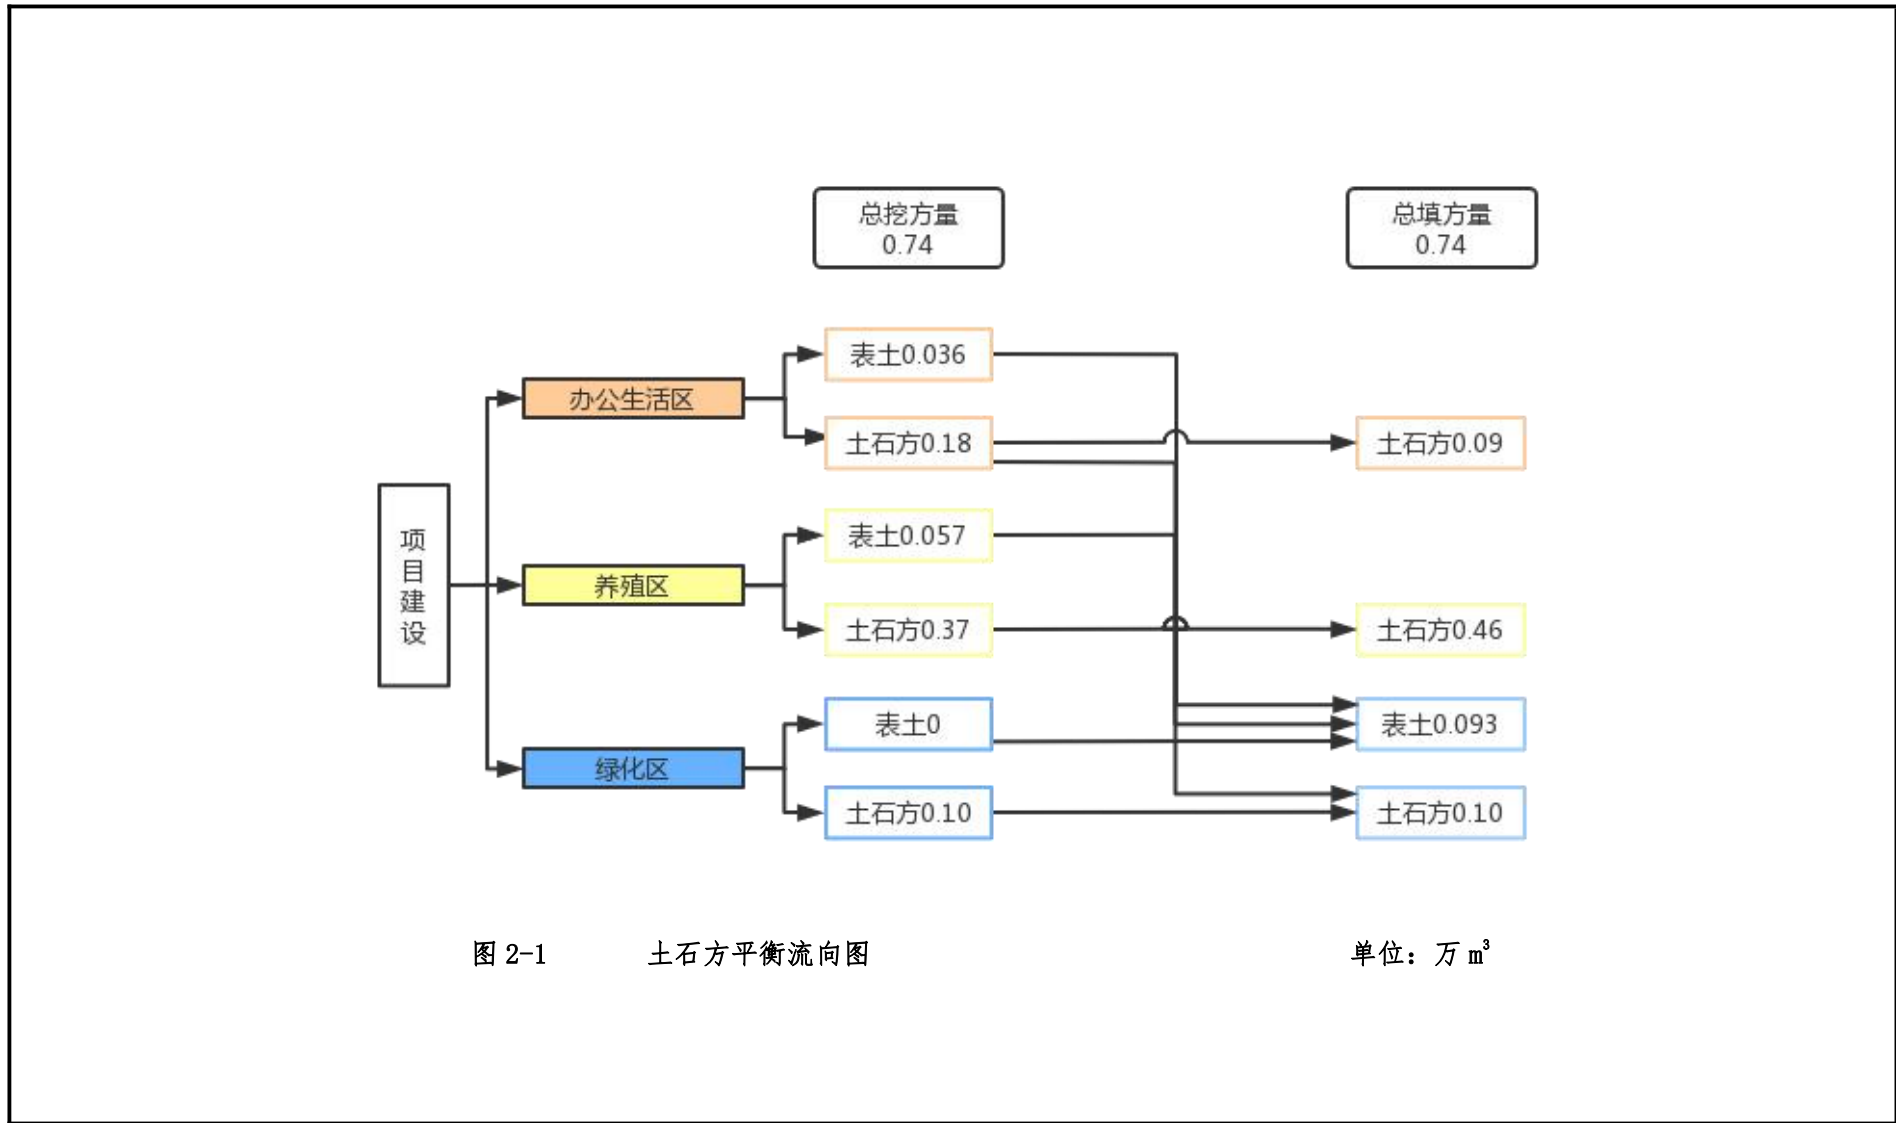 总挖方量
0.74
总填方量
0.74
表土0.036
办公生活区
土石方0.18
土石方0.09
项
目
建
设
表土0.057
养殖区
土石方0.37
土石方0.46
表土0
表土0.093
绿化区
土石方0.10
土石方0.10
图 2-1 土石方平衡流向图 单位：万 m³